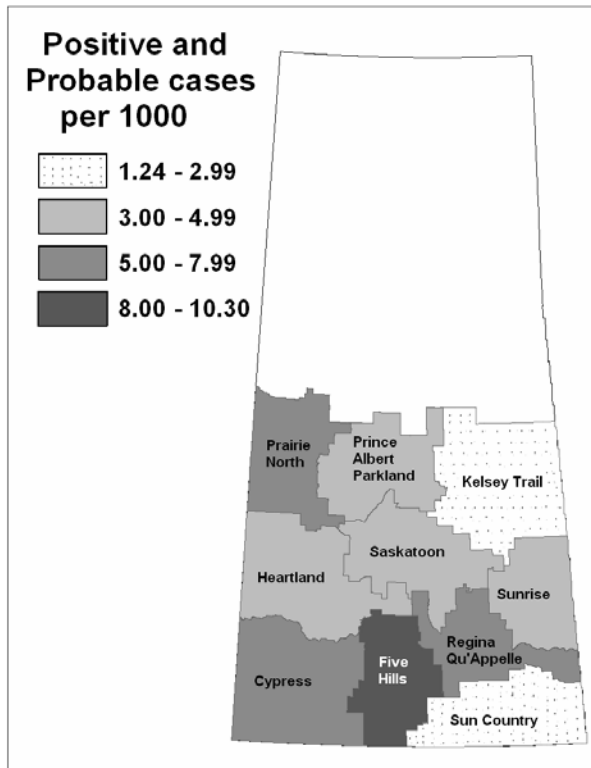 Positive and
Probable cases
per 1000
1.24 - 2.99
3.00 - 4.99
5.00 - 7.99
8.00 - 10.30
Prairie
North
Prince
Albert
Parkland
Kelsey Trail
Saskatoon
Heartland
Sunrise
Regina
Qu'Appelle
Five
Hills
Cypress
Sun Country